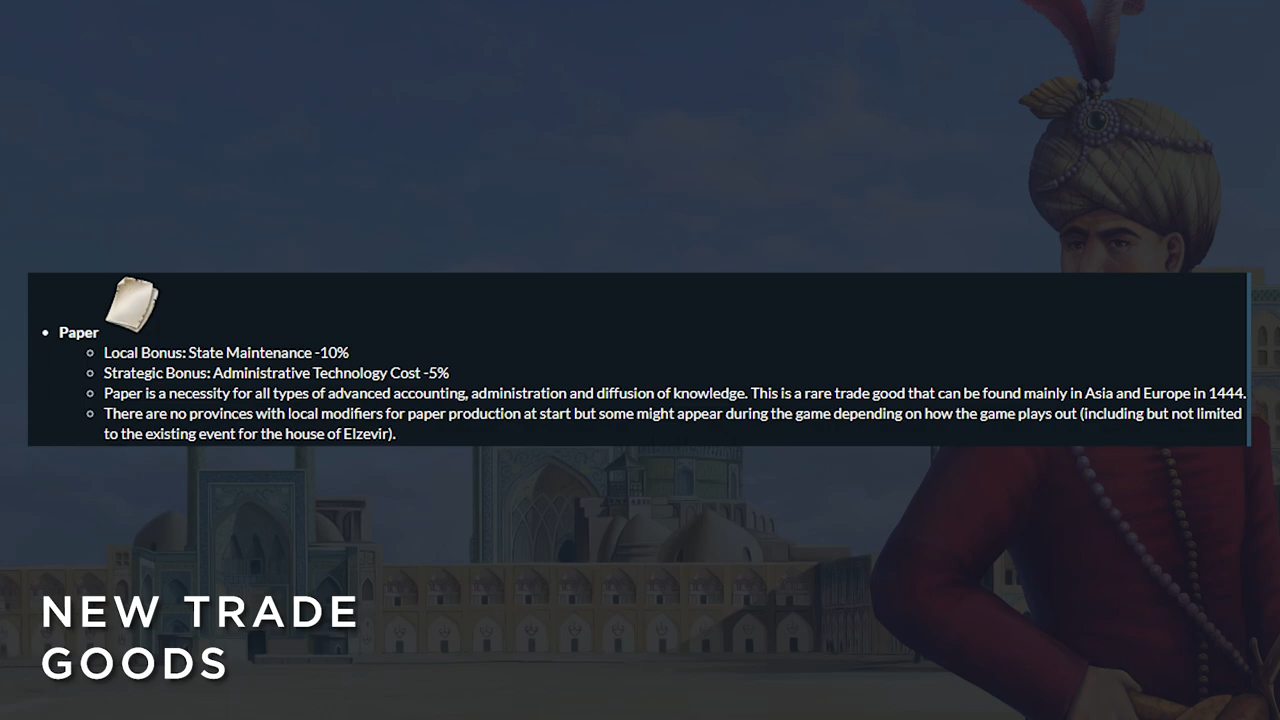 • Paper
◦ Local Bonus: State Maintenance -10%
◦ Strategic Bonus: Administrative Technology Cost -5%
◦ Paper is a necessity for all types of advanced accounting, administration and diffusion of knowledge. This is a rare trade good that can be found mainly in Asia and Europe in 1444.
◦ There are no provinces with local modifiers for paper production at start but some might appear during the game depending on how the game plays out (including but not limited
to the existing event for the house of Elzevir).
NEW TRADE
GOODS